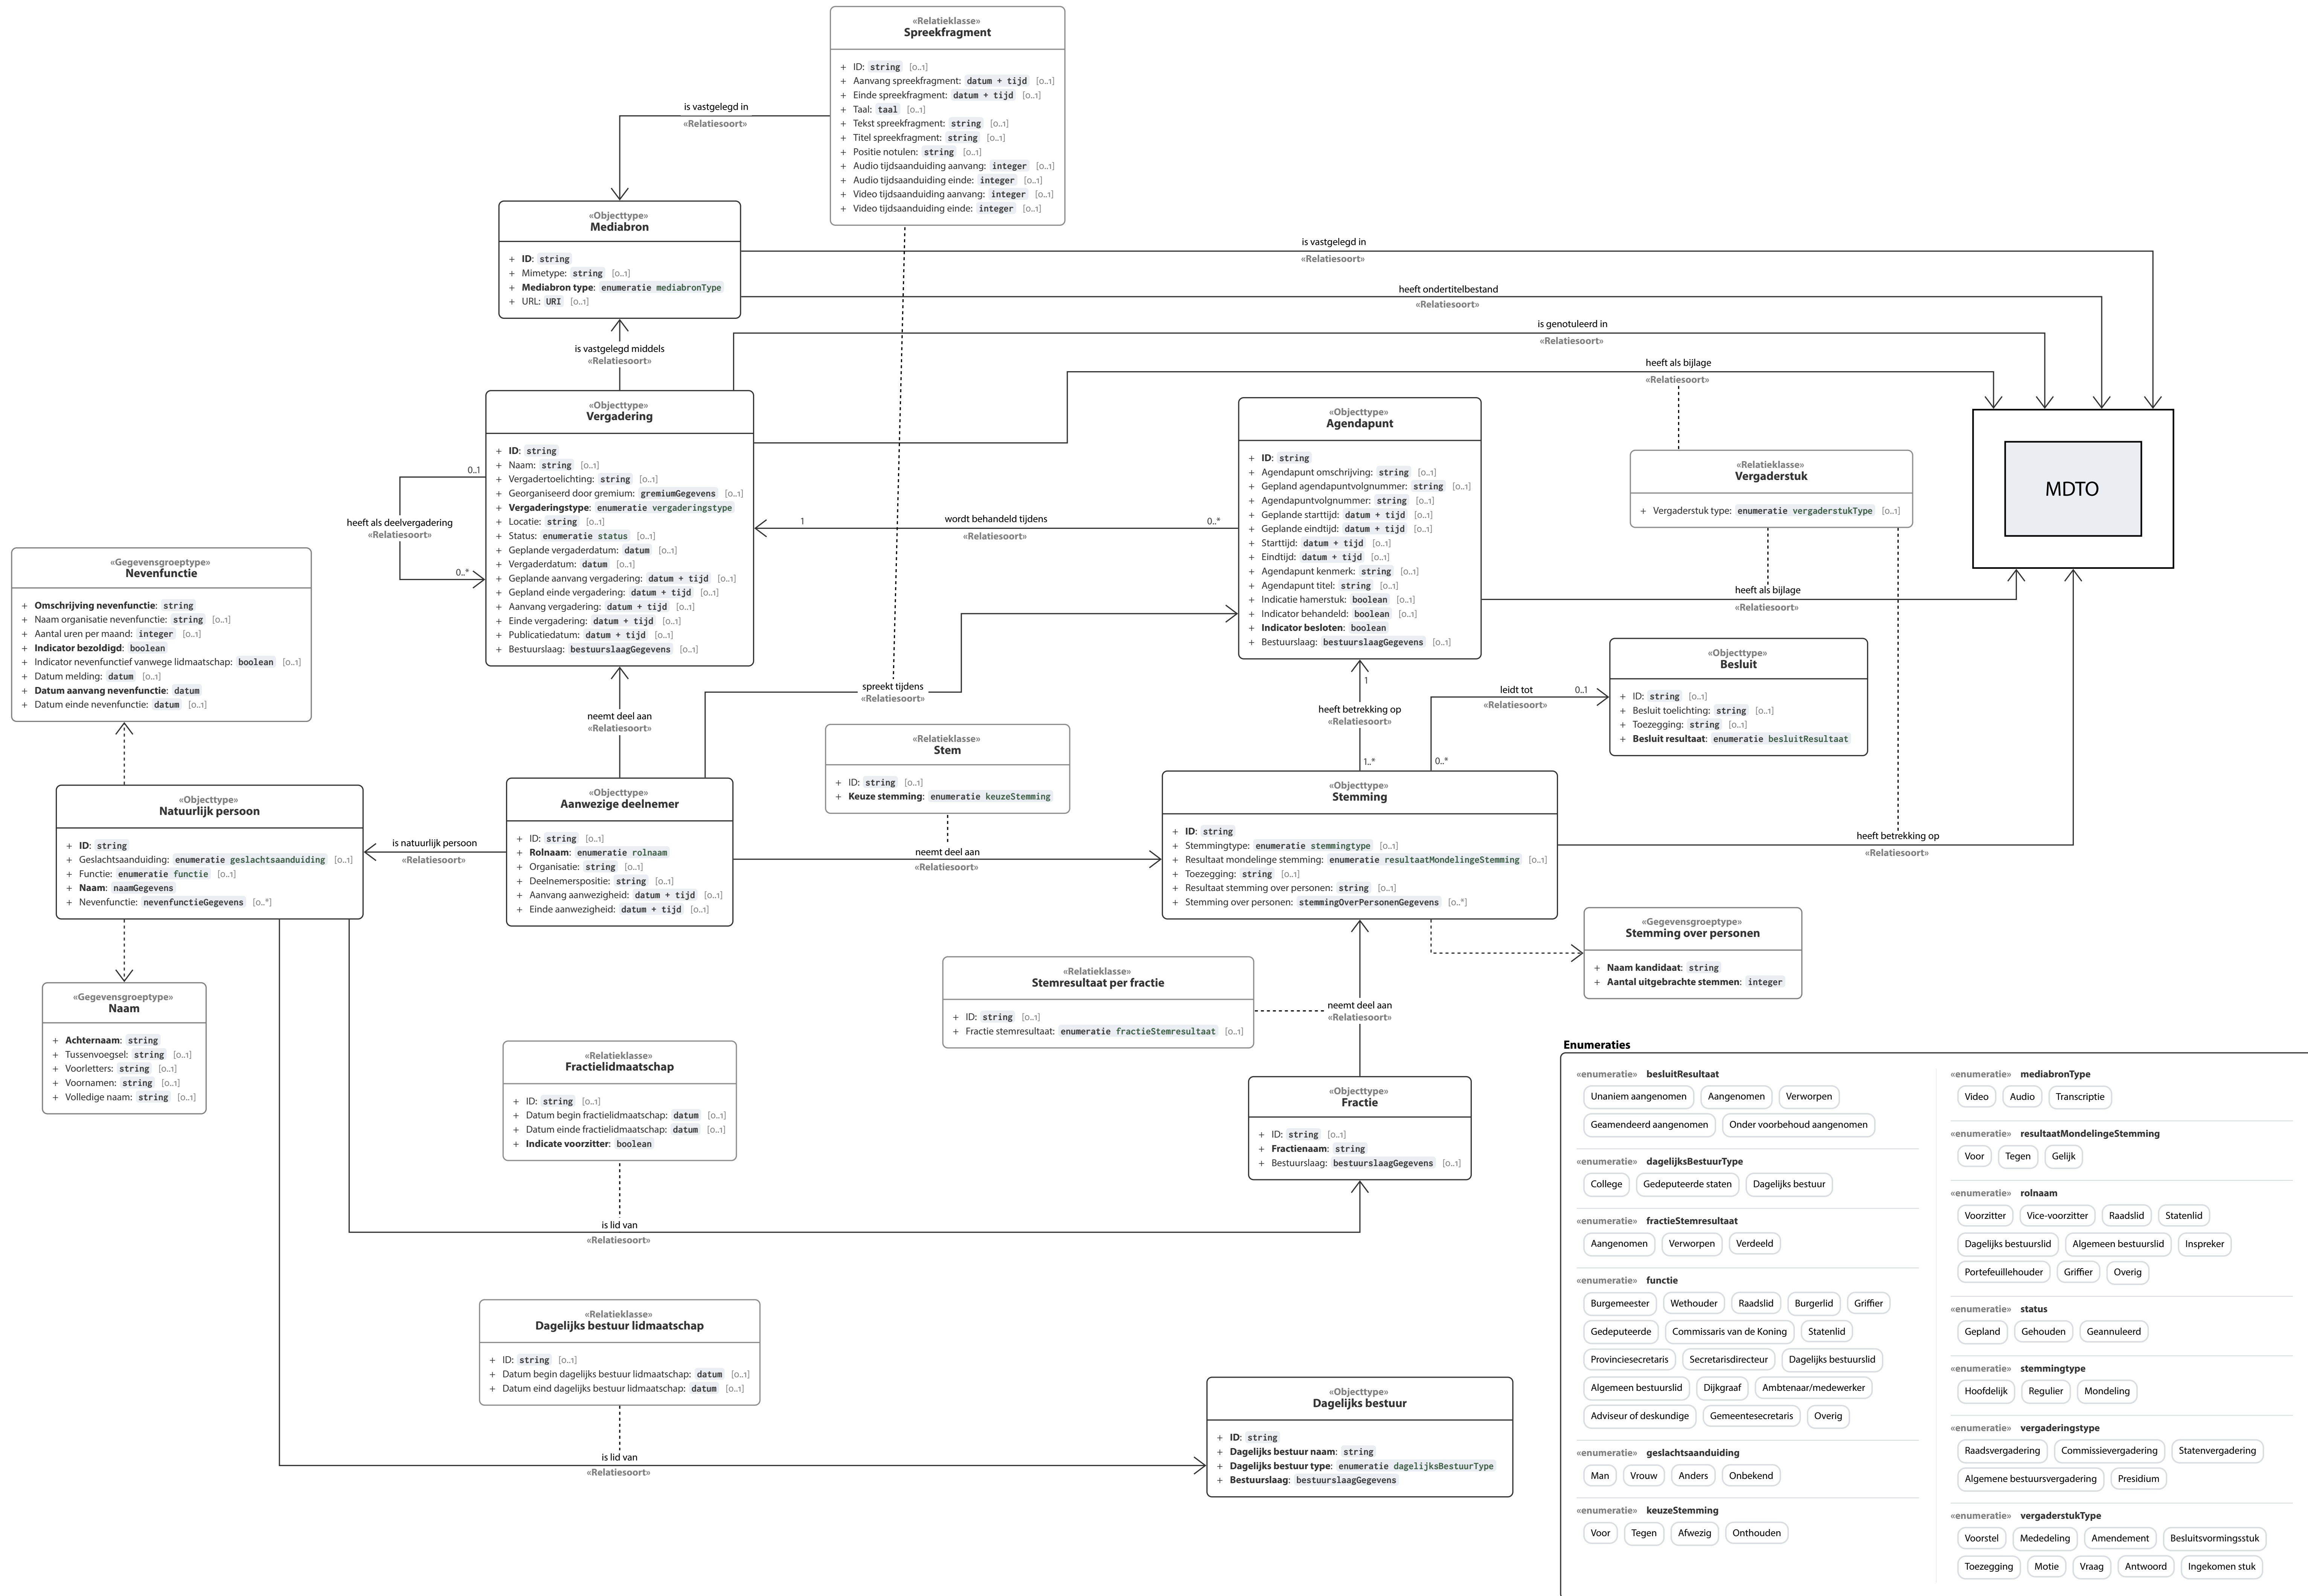 «Relatieklasse»
Spreekfragment
+ ID: string [0..1]
+ Aanvang spreekfragment: datum + tijd [0..1]
+ Einde spreekfragment: datum + tijd [0..1]
+ Taal: taal [0..1]
+ Tekst spreekfragment: string [0..1]
+ Titel spreekfragment: string [0..1]
+ Positie notulen: string [0..1]
+ Audio tijdsaanduiding aanvang: integer [0..1]
+ Audio tijdsaanduiding einde: integer [0..1]
+ Video tijdsaanduiding aanvang: integer [0..1]
+ Video tijdsaanduiding einde: integer [0..1]
is vastgelegd in
«Relatiesoort»
«Objecttype»
Mediabron
+ ID: string
+ Mimetype: string [0..1]
+ Mediabron type: enumeratie mediabronType
+ URL: URI [0..1]
is vastgelegd in
«Relatiesoort»
heeft ondertitelbestand
«Relatiesoort»
is genotuleerd in
«Relatiesoort»
heeft als bijlage
«Relatiesoort»
is vastgelegd middels
«Relatiesoort»
«Objecttype»
Vergadering
+ ID: string
+ Naam: string [0..1]
+ Vergadertoelichting: string [0..1]
+ Georganiseerd door gremium: gremiumGegevens [0..1]
+ Vergaderingstype: enumeratie vergaderingstype
+ Locatie: string [0..1]
+ Status: enumeratie status [0..1]
+ Geplande vergaderdatum: datum [0..1]
+ Vergaderdatum: datum [0..1]
+ Geplande aanvang vergadering: datum + tijd [0..1]
+ Gepland einde vergadering: datum + tijd [0..1]
+ Aanvang vergadering: datum + tijd [0..1]
+ Einde vergadering: datum + tijd [0..1]
+ Publicatiedatum: datum + tijd [0..1]
+ Bestuurslaag: bestuurslaagGegevens [0..1]
0..1
heeft als deelvergadering
«Relatiesoort»
0..*
1
wordt behandeld tijdens
«Relatiesoort»
0..*
«Objecttype»
Agendapunt
+ ID: string
+ Agendapunt omschrijving: string [0..1]
+ Gepland agendapuntvolgnummer: string [0..1]
+ Agendapuntvolgnummer: string [0..1]
+ Geplande starttijd: datum + tijd [0..1]
+ Geplande eindtijd: datum + tijd [0..1]
+ Starttijd: datum + tijd [0..1]
+ Eindtijd: datum + tijd [0..1]
+ Agendapunt kenmerk: string [0..1]
+ Agendapunt titel: string [0..1]
+ Indicatie hamerstuk: boolean [0..1]
+ Indicator behandeld: boolean [0..1]
+ Indicator besloten: boolean
+ Bestuurslaag: bestuurslaagGegevens [0..1]
«Relatieklasse»
Vergaderstuk
+ Vergaderstuk type: enumeratie vergaderstukType [0..1]
MDTO
heeft als bijlage
«Relatiesoort»
«Gegevensgroeptype»
Nevenfunctie
+ Omschrijving nevenfunctie: string
+ Naam organisatie nevenfunctie: string [0..1]
+ Aantal uren per maand: integer [0..1]
+ Indicator bezoldigd: boolean
+ Indicator nevenfunctief vanwege lidmaatschap: boolean [0..1]
+ Datum melding: datum [0..1]
+ Datum aanvang nevenfunctie: datum
+ Datum einde nevenfunctie: datum [0..1]
«Objecttype»
Besluit
+ ID: string [0..1]
+ Besluit toelichting: string [0..1]
+ Toezegging: string [0..1]
+ Besluit resultaat: enumeratie besluitResultaat
spreekt tijdens
«Relatiesoort»
neemt deel aan
«Relatiesoort»
1
heeft betrekking op
«Relatiesoort»
1..*
leidt tot
«Relatiesoort»
0..1
0..*
«Relatieklasse»
Stem
+ ID: string [0..1]
+ Keuze stemming: enumeratie keuzeStemming
«Objecttype»
Natuurlijk persoon
+ ID: string
+ Geslachtsaanduiding: enumeratie geslachtsaanduiding [0..1]
+ Functie: enumeratie functie [0..1]
+ Naam: naamGegevens
+ Nevenfunctie: nevenfunctieGegevens [0..*]
is natuurlijk persoon
«Relatiesoort»
«Objecttype»
Aanwezige deelnemer
+ ID: string [0..1]
+ Rolnaam: enumeratie rolnaam
+ Organisatie: string [0..1]
+ Deelnemerspositie: string [0..1]
+ Aanvang aanwezigheid: datum + tijd [0..1]
+ Einde aanwezigheid: datum + tijd [0..1]
neemt deel aan
«Relatiesoort»
«Objecttype»
Stemming
+ ID: string
+ Stemmingtype: enumeratie stemmingtype [0..1]
+ Resultaat mondelinge stemming: enumeratie resultaatMondelingeStemming [0..1]
+ Toezegging: string [0..1]
+ Resultaat stemming over personen: string [0..1]
+ Stemming over personen: stemmingOverPersonenGegevens [0..*]
heeft betrekking op
«Relatiesoort»
«Gegevensgroeptype»
Stemming over personen
+ Naam kandidaat: string
+ Aantal uitgebrachte stemmen: integer
«Gegevensgroeptype»
Naam
+ Achternaam: string
+ Tussenvoegsel: string [0..1]
+ Voorletters: string [0..1]
+ Voornamen: string [0..1]
+ Volledige naam: string [0..1]
«Relatieklasse»
Stemresultaat per fractie
+ ID: string [0..1]
+ Fractie stemresultaat: enumeratie fractieStemresultaat [0..1]
neemt deel aan
«Relatiesoort»
«Relatieklasse»
Fractielidmaatschap
+ ID: string [0..1]
+ Datum begin fractielidmaatschap: datum [0..1]
+ Datum einde fractielidmaatschap: datum [0..1]
+ Indicate voorzitter: boolean
«Objecttype»
Fractie
+ ID: string [0..1]
+ Fractienaam: string
+ Bestuurslaag: bestuurslaagGegevens [0..1]
is lid van
«Relatiesoort»
«Relatieklasse»
Dagelijks bestuur lidmaatschap
+ ID: string [0..1]
+ Datum begin dagelijks bestuur lidmaatschap: datum [0..1]
+ Datum eind dagelijks bestuur lidmaatschap: datum [0..1]
is lid van
«Relatiesoort»
«Objecttype»
Dagelijks bestuur
+ ID: string
+ Dagelijks bestuur naam: string
+ Dagelijks bestuur type: enumeratie dagelijksBestuurType
+ Bestuurslaag: bestuurslaagGegevens
Enumeraties
«enumeratie» besluitResultaat
Unaniem aangenomen Aangenomen Verworpen
Geamendeerd aangenomen Onder voorbehoud aangenomen
«enumeratie» dagelijksBestuurType
College Gedeputeerde staten Dagelijks bestuur
«enumeratie» fractieStemresultaat
Aangenomen Verworpen Verdeeld
«enumeratie» functie
Burgemeester Wethouder Raadslid Burgerlid Griffier
Gedeputeerde Commissaris van de Koning Statenlid
Provinciesecretaris Secretarisdirecteur Dagelijks bestuurslid
Algemeen bestuurslid Dijkgraaf Ambtenaar/medewerker
Adviseur of deskundige Gemeentesecretaris Overig
«enumeratie» geslachtsaanduiding
Man Vrouw Anders Onbekend
«enumeratie» keuzeStemming
Voor Tegen Afwezig Onthouden
«enumeratie» mediabronType
Video Audio Transcriptie
«enumeratie» resultaatMondelingeStemming
Voor Tegen Gelijk
«enumeratie» rolnaam
Voorzitter Vice-voorzitter Raadslid Statenlid
Dagelijks bestuurslid Algemeen bestuurslid Inspreker
Portefeuillehouder Griffier Overig
«enumeratie» status
Gepland Gehouden Geannuleerd
«enumeratie» stemmingtype
Hoofdelijk Regulier Mondeling
«enumeratie» vergaderingstype
Raadsvergadering Commissievergadering Statenvergadering
Algemene bestuursvergadering Presidium
«enumeratie» vergaderstukType
Voorstel Mededeling Amendement Besluitsvormingsstuk
Toezegging Motie Vraag Antwoord Ingekomen stuk